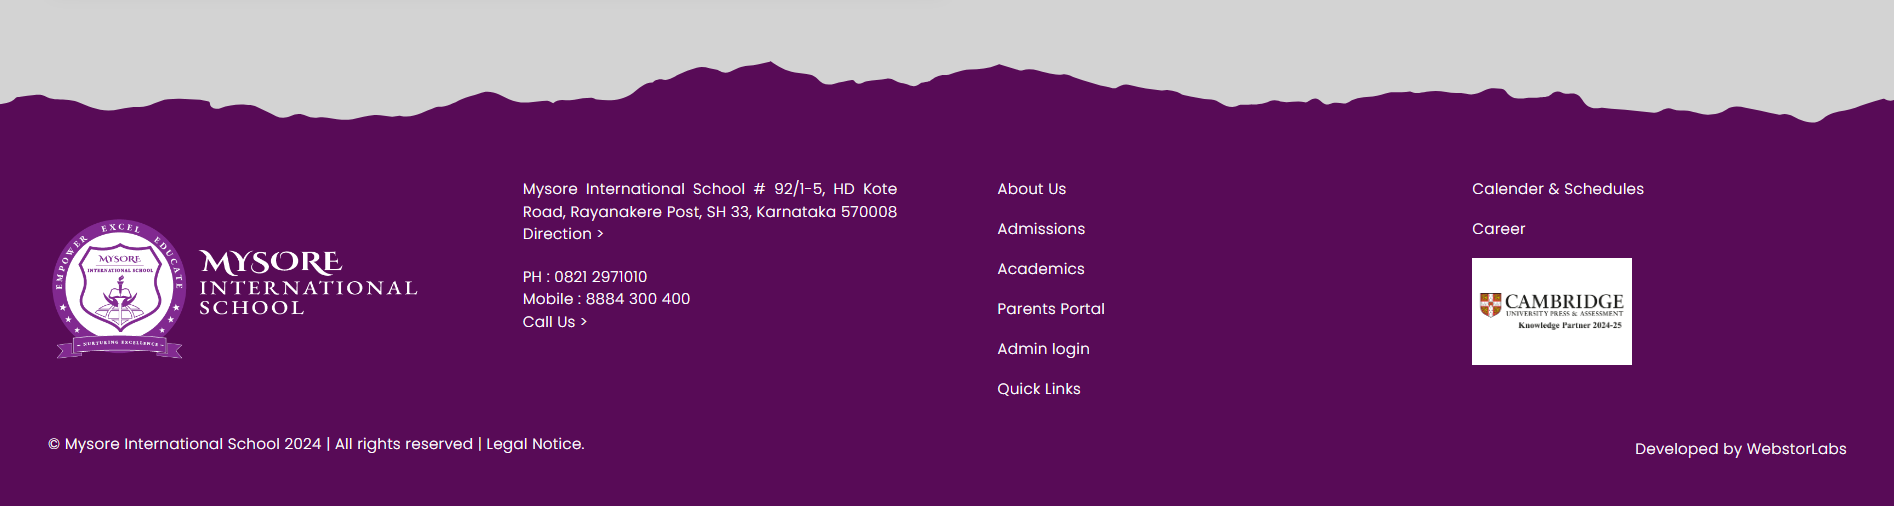 EMPOWER EXCEL EDUCATE
MYSORE
INTERNATIONAL SCHOOL
NURTURING EXCELLENCE
MYSORE
INTERNATIONAL
SCHOOL
Mysore International School # 92/1-5, HD Kote
Road, Rayanakere Post, SH 33, Karnataka 570008
Direction >
PH : 0821 2971010
Mobile : 8884 300 400
Call Us >
About Us
Admissions
Academics
Parents Portal
Admin login
Quick Links
Calender & Schedules
Career
CAMBRIDGE
UNIVERSITY PRESS & ASSESSMENT
Knowledge Partner 2024-25
© Mysore International School 2024 | All rights reserved | Legal Notice.
Developed by WebstorLabs